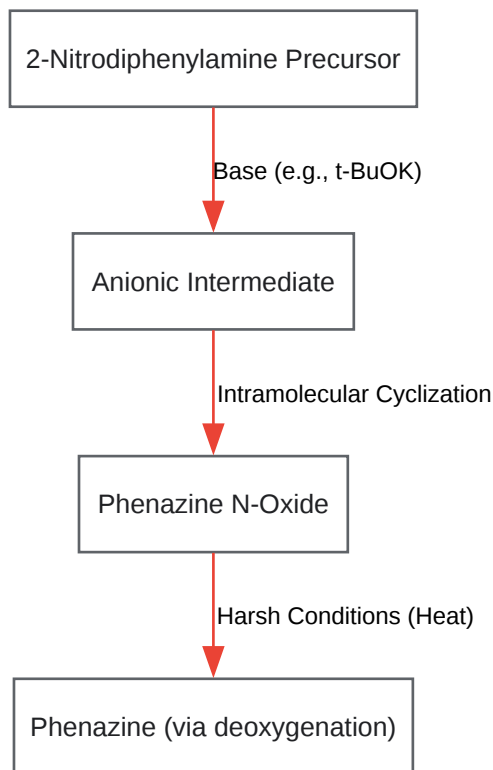 2-Nitrodiphenylamine Precursor
Base (e.g., t-BuOK)
Anionic Intermediate
Intramolecular Cyclization
Phenazine N-Oxide
Harsh Conditions (Heat)
Phenazine (via deoxygenation)